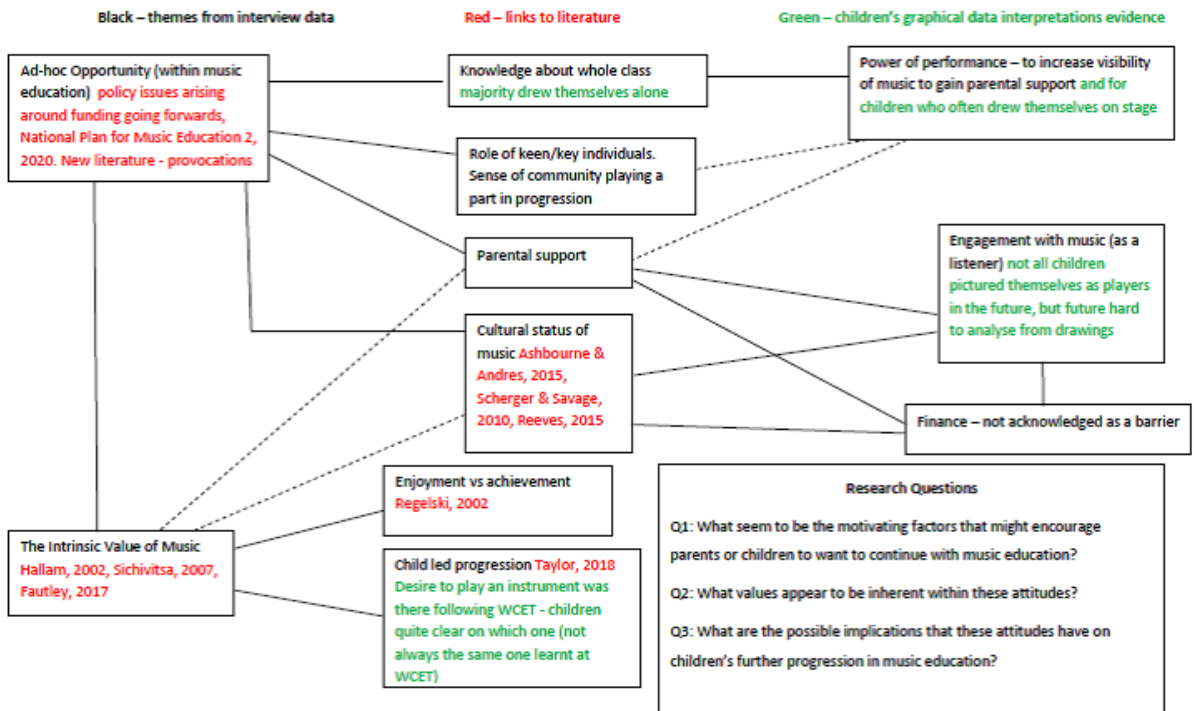 Black – themes from interview data
Red – links to literature
Green – children's graphical data interpretations evidence
Ad-hoc Opportunity (within music
education) policy issues arising
around funding going forwards,
National Plan for Music Education 2,
2020. New literature - provocations
Knowledge about whole class
majority drew themselves alone
Power of performance – to increase visibility
of music to gain parental support and for
children who often drew themselves on stage
Role of keen/key individuals.
Sense of community playing a
part in progression
Parental support
Engagement with music (as a
listener) not all children
pictured themselves as players
in the future, but future hard
to analyse from drawings
Cultural status of
music Ashbourne &
Andres, 2015,
Scherger & Savage,
2010, Reeves, 2015
Finance – not acknowledged as a barrier
Enjoyment vs achievement
Regelski, 2002
The Intrinsic Value of Music
Hallam, 2002, Sichivitsa, 2007,
Fautley, 2017
Child led progression Taylor, 2018
Desire to play an instrument was
there following WCET - children
quite clear on which one (not
always the same one learnt at
WCET)
Research Questions
Q1: What seem to be the motivating factors that might encourage
parents or children to want to continue with music education?
Q2: What values appear to be inherent within these attitudes?
Q3: What are the possible implications that these attitudes have on
children's further progression in music education?